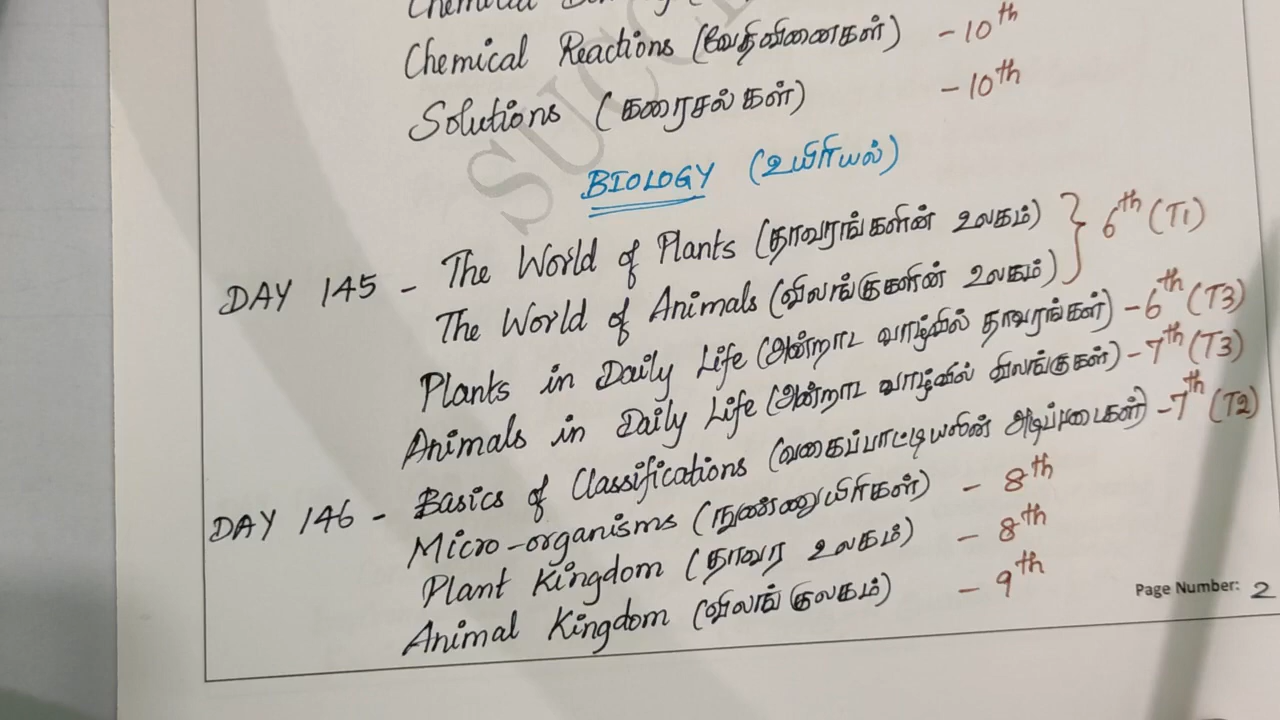 Chemical
Chemical Reactions (வேதிவினைகள்) - 10th
Solutions (கரைசல்கள்) - 10th
SUCC
BIOLOGY (உயிரியல்)
DAY 145 - The World of Plants (தாவரங்களின் உலகம்) } 6th (T1)
The World of Animals (விலங்குகளின் உலகம்)
Plants in Daily Life (அன்றாட வாழ்வில் தாவரங்கள்) - 6th (T3)
Animals in Daily Life (அன்றாட வாழ்வில் விலங்குகள்) - 7th (T3)
DAY 146 - Basics of Classifications (வகைப்பாட்டியலின் அடிப்படைகள்) - 7th (T2)
Micro-organisms (நுண்ணுயிரிகள்) - 8th
Plant Kingdom (தாவர உலகம்) - 8th
Animal Kingdom (விலங்குலகம்) - 9th
Page Number: 2